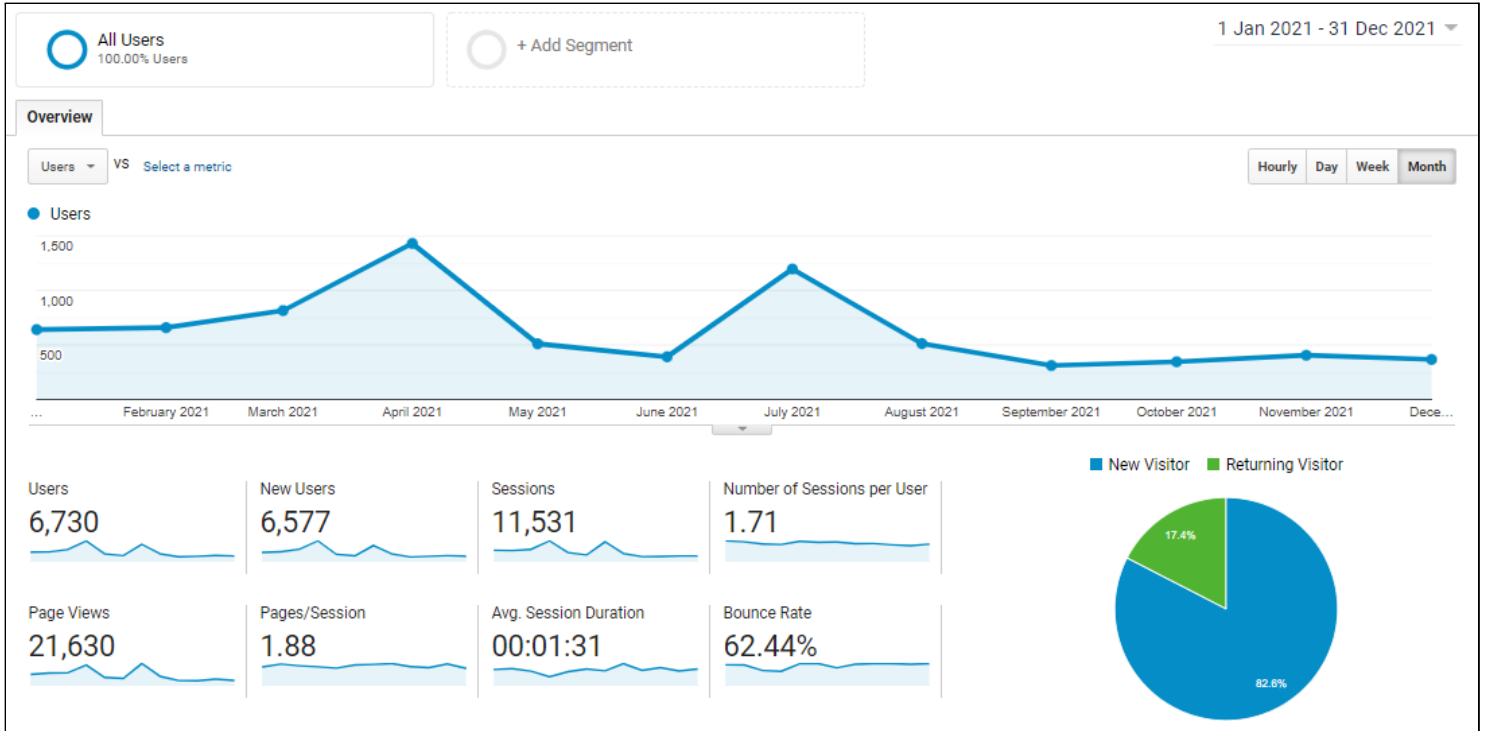 All Users
100.00% Users
+ Add Segment
1 Jan 2021 - 31 Dec 2021
Overview
Users VS Select a metric
Hourly Day Week Month
Users
1,500
1,000
500
... February 2021 March 2021 April 2021 May 2021 June 2021 July 2021 August 2021 September 2021 October 2021 November 2021 Dece...
New Visitor Returning Visitor
Users New Users Sessions Number of Sessions per User
6,730 6,577 11,531 1.71
17.4%
Page Views Pages/Session Avg. Session Duration Bounce Rate
21,630 1.88 00:01:31 62.44%
82.6%